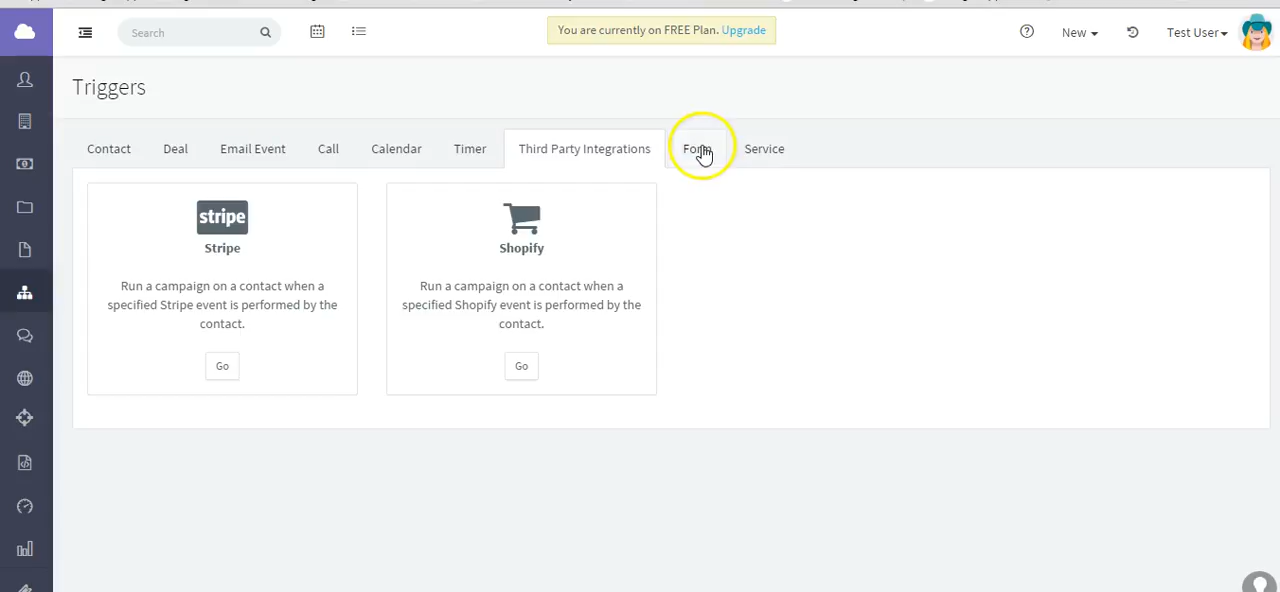 Search
You are currently on FREE Plan. Upgrade
New
Test User
Triggers
Contact
Deal
Email Event
Call
Calendar
Timer
Third Party Integrations
Form
Service
stripe
Stripe
Run a campaign on a contact when a
specified Stripe event is performed by the
contact.
Go
Shopify
Run a campaign on a contact when a
specified Shopify event is performed by the
contact.
Go